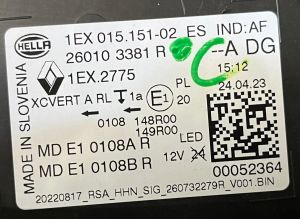 HELLA 1EX 015.151-02 ES IND:AF
26010 3381 R --A DG
1EX.2775 15:12
XCVERT A RL T 1a E1 PL 24.04.23
0108 148R00 20
149R00
MD E1 0108A R LED
MD E1 0108B R 12V 24
00052364
20220817_RSA_HHN_SIG_260732279R_V001.BIN
MADE IN SLOVENIA